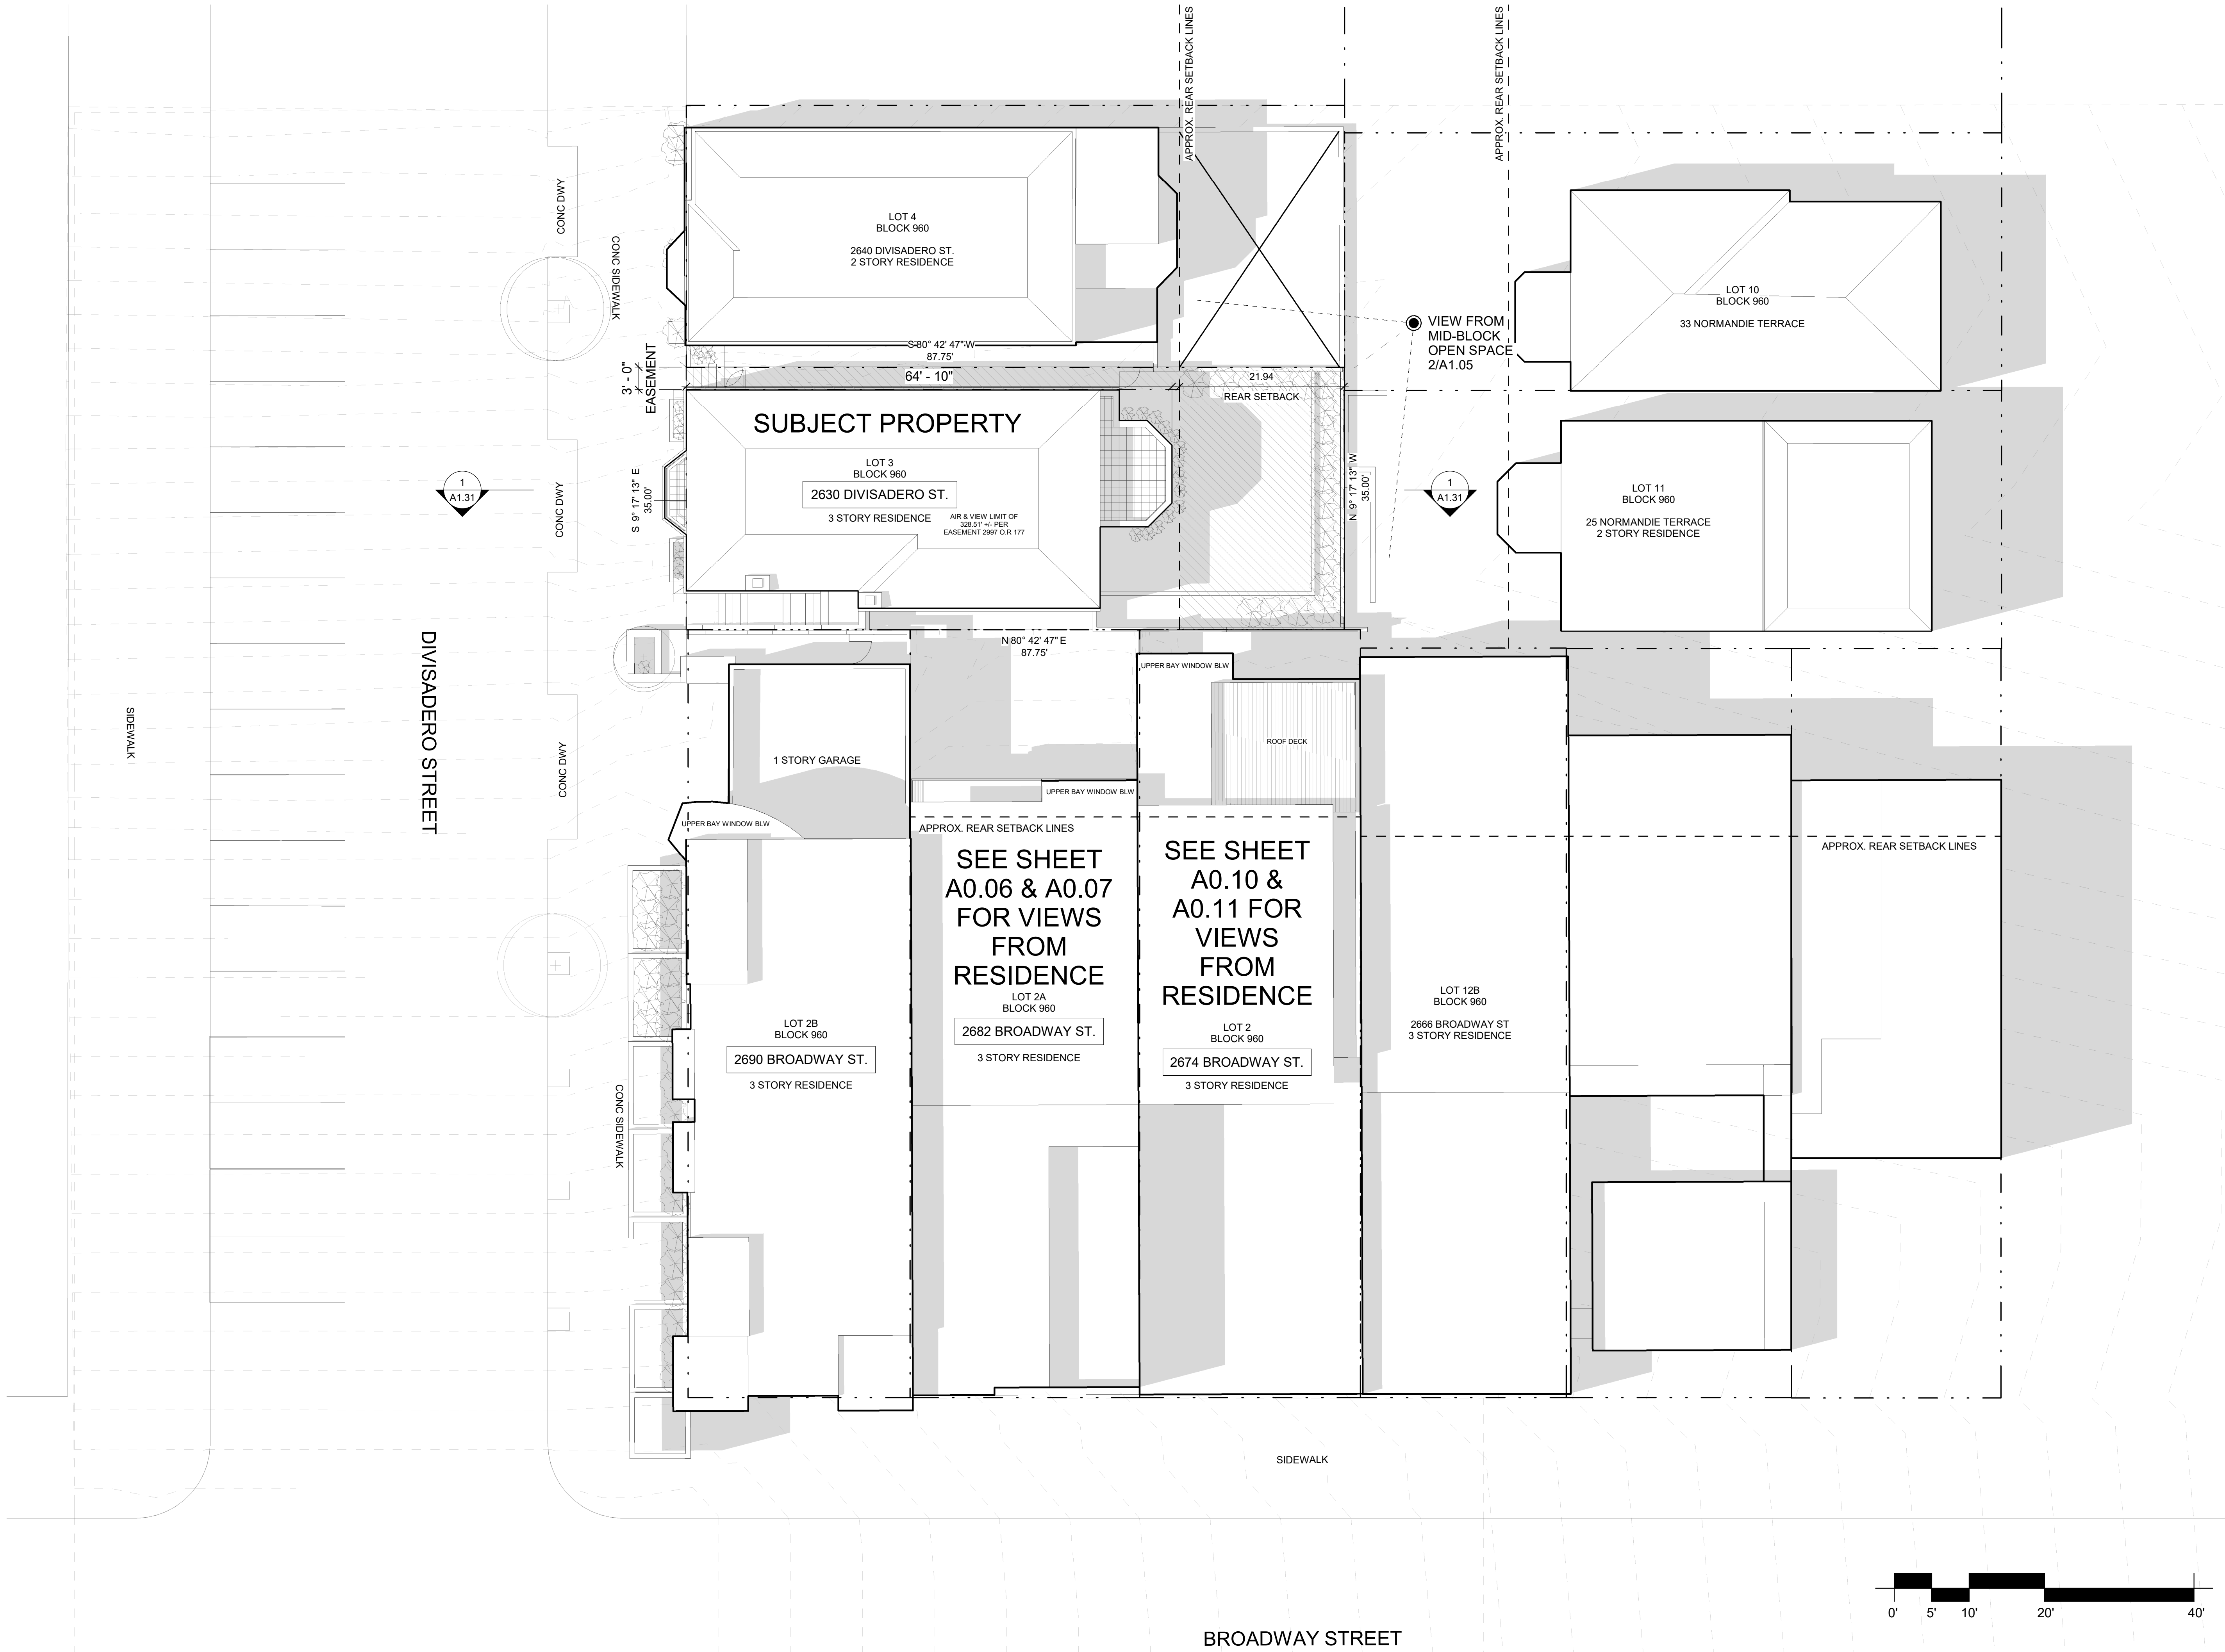 APPROX. REAR SETBACK LINES
APPROX. REAR SETBACK LINES
CONC DWY
CONC SIDEWALK
LOT 4
BLOCK 960
2640 DIVISADERO ST.
2 STORY RESIDENCE
LOT 10
BLOCK 960
33 NORMANDIE TERRACE
VIEW FROM
MID-BLOCK
OPEN SPACE
2/A1.05
3' - 0"
EASEMENT
S 80° 42' 47" W
87.75'
64' - 10"
21.94
REAR SETBACK
SUBJECT PROPERTY
LOT 3
BLOCK 960
2630 DIVISADERO ST.
3 STORY RESIDENCE
AIR & VIEW LIMIT OF
328.51' +/- PER
EASEMENT 2997 O.R 177
S 9° 17' 13" E
35.00'
N 9° 17' 13" W
35.00'
1
A1.31
CONC DWY
1
A1.31
LOT 11
BLOCK 960
25 NORMANDIE TERRACE
2 STORY RESIDENCE
N 80° 42' 47" E
87.75'
DIVISADERO STREET
SIDEWALK
CONC DWY
1 STORY GARAGE
UPPER BAY WINDOW BLW
ROOF DECK
UPPER BAY WINDOW BLW
UPPER BAY WINDOW BLW
APPROX. REAR SETBACK LINES
APPROX. REAR SETBACK LINES
SEE SHEET
A0.06 & A0.07
FOR VIEWS
FROM
RESIDENCE
LOT 2A
BLOCK 960
2682 BROADWAY ST.
3 STORY RESIDENCE
SEE SHEET
A0.10 &
A0.11 FOR
VIEWS
FROM
RESIDENCE
LOT 2
BLOCK 960
2674 BROADWAY ST.
3 STORY RESIDENCE
LOT 12B
BLOCK 960
2666 BROADWAY ST
3 STORY RESIDENCE
LOT 2B
BLOCK 960
2690 BROADWAY ST.
3 STORY RESIDENCE
CONC SIDEWALK
SIDEWALK
0' 5' 10' 20' 40'
BROADWAY STREET